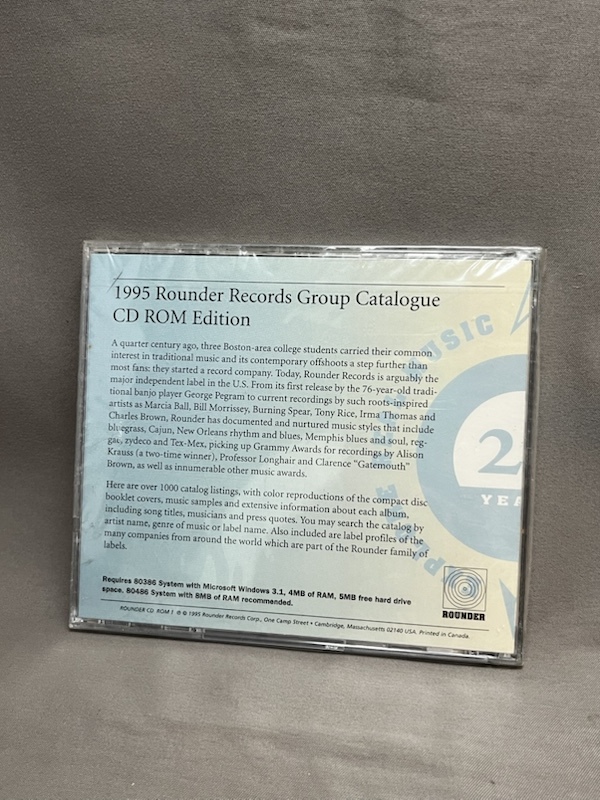 1995 Rounder Records Group Catalogue
CD ROM Edition
A quarter century ago, three Boston-area college students carried their common
interest in traditional music and its contemporary offshoots a step further than
most fans: they started a record company. Today, Rounder Records is arguably the
major independent label in the U.S. From its first release by the 76-year-old tradi-
tional banjo player George Pegram to current recordings by such roots-inspired
artists as Marcia Ball, Bill Morrissey, Burning Spear, Tony Rice, Irma Thomas and
Charles Brown, Rounder has documented and nurtured music styles that include
bluegrass, Cajun, New Orleans rhythm and blues, Memphis blues and soul, reg-
gae, zydeco and Tex-Mex, picking up Grammy Awards for recordings by Alison
Krauss (a two-time winner), Professor Longhair and Clarence "Gatemouth"
Brown, as well as innumerable other music awards.
Here are over 1000 catalog listings, with color reproductions of the compact disc
booklet covers, music samples and extensive information about each album,
including song titles, musicians and press quotes. You may search the catalog by
artist name, genre of music or label name. Also included are label profiles of the
many companies from around the world which are part of the Rounder family of
labels.
Requires 80386 System with Microsoft Windows 3.1, 4MB of RAM, 5MB free hard drive
space. 80486 System with 8MB of RAM recommended.
ROUNDER CD ROM 1 ℗ © 1995 Rounder Records Corp., One Camp Street • Cambridge, Massachusetts 02140 USA. Printed in Canada.
MUSIC
2
YEA
ROUNDER